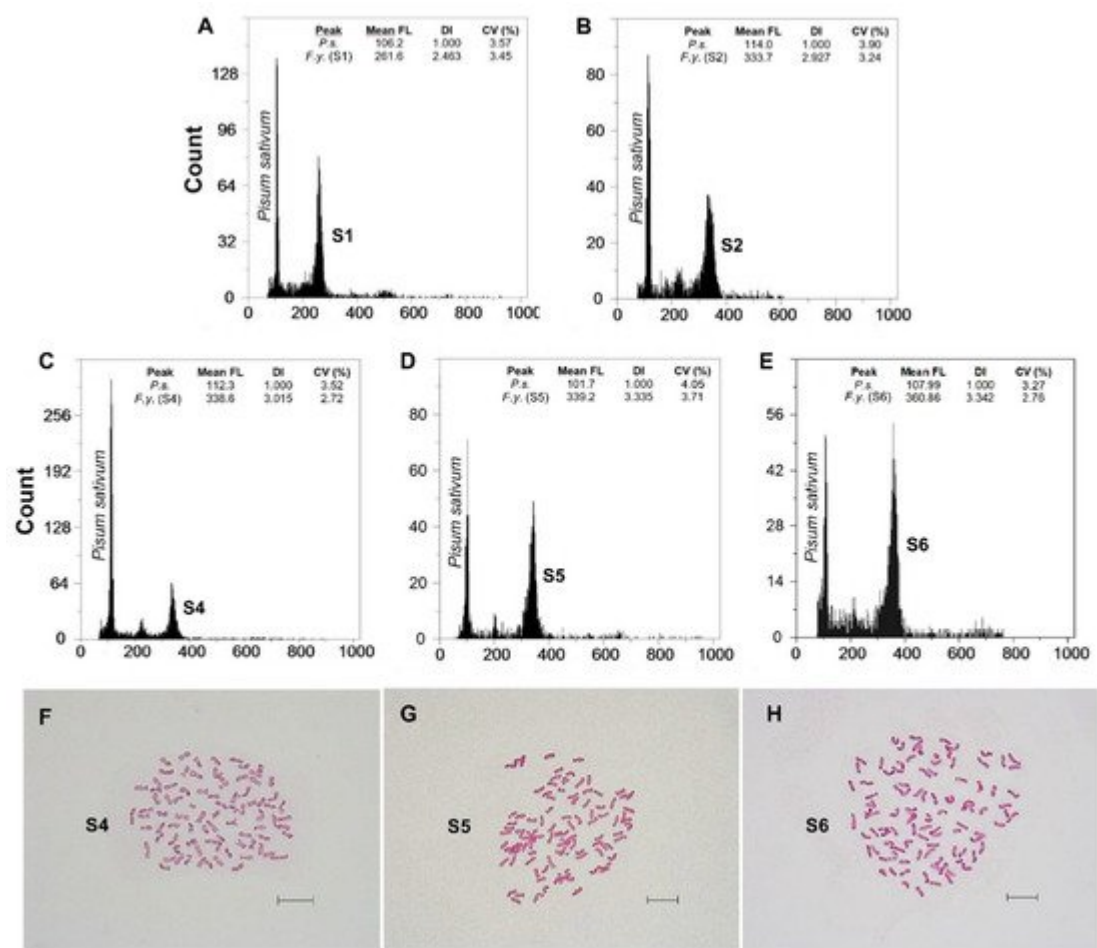 A
Peak Mean FL DI CV (%)
P.s. 106.2 1.000 3.57
F.y. (S1) 261.6 2.463 3.45
128
96
64
32
0
Count
Pisum sativum
S1
0 200 400 600 800 1000
B
Peak Mean FL DI CV (%)
P.s. 114.0 1.000 3.90
F.y. (S2) 333.7 2.927 3.24
80
60
40
20
0
Pisum sativum
S2
0 200 400 600 800 1000
C
Peak Mean FL DI CV (%)
P.s. 112.3 1.000 3.52
F.y. (S4) 338.6 3.015 2.72
256
192
128
64
0
Count
Pisum sativum
S4
0 200 400 600 800 1000
D
Peak Mean FL DI CV (%)
P.s. 101.7 1.000 4.05
F.y. (S5) 339.2 3.335 3.71
80
60
40
20
0
Pisum sativum
S5
0 200 400 600 800 1000
E
Peak Mean FL DI CV (%)
P.s. 107.99 1.000 3.27
F.y. (S6) 360.86 3.342 2.76
56
42
28
14
0
Pisum sativum
S6
0 200 400 600 800 1000
F
S4
G
S5
H
S6